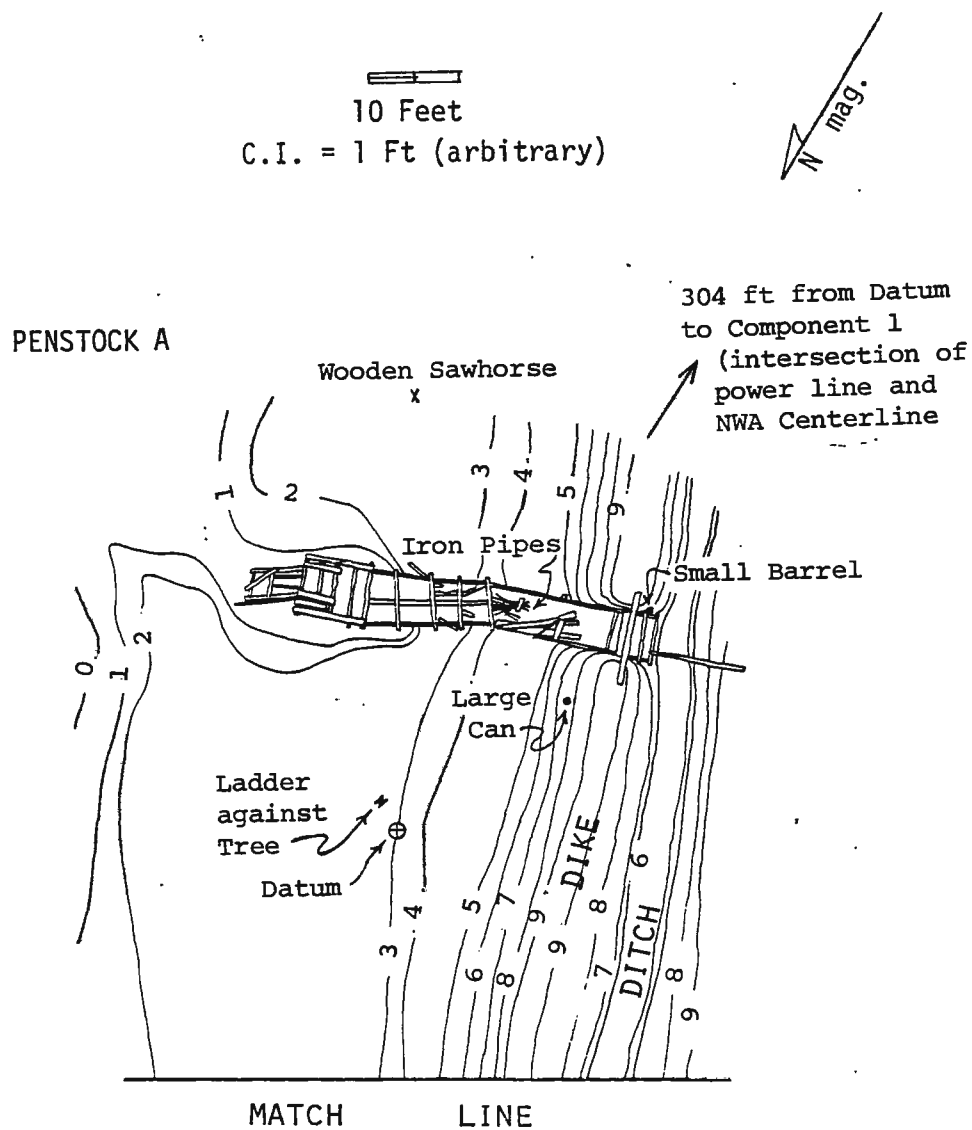 10 Feet
C.I. = 1 Ft (arbitrary)
N mag.
304 ft from Datum
to Component 1
(intersection of
power line and
NWA Centerline
PENSTOCK A
Wooden Sawhorse
x
3
4
5
1
2
9
Iron Pipes
Small Barrel
0
1
2
Large
Can
Ladder
against
Tree
Datum
DIKE
DITCH
3
4
5
6
7
8
9
9
8
7
6
8
9
MATCH LINE